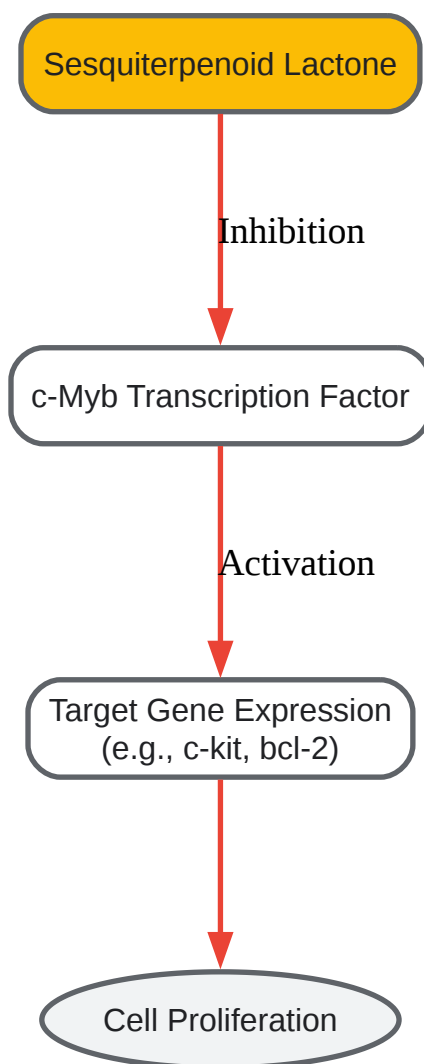 Sesquiterpenoid Lactone
Inhibition
c-Myb Transcription Factor
Activation
Target Gene Expression
(e.g., c-kit, bcl-2)
Cell Proliferation